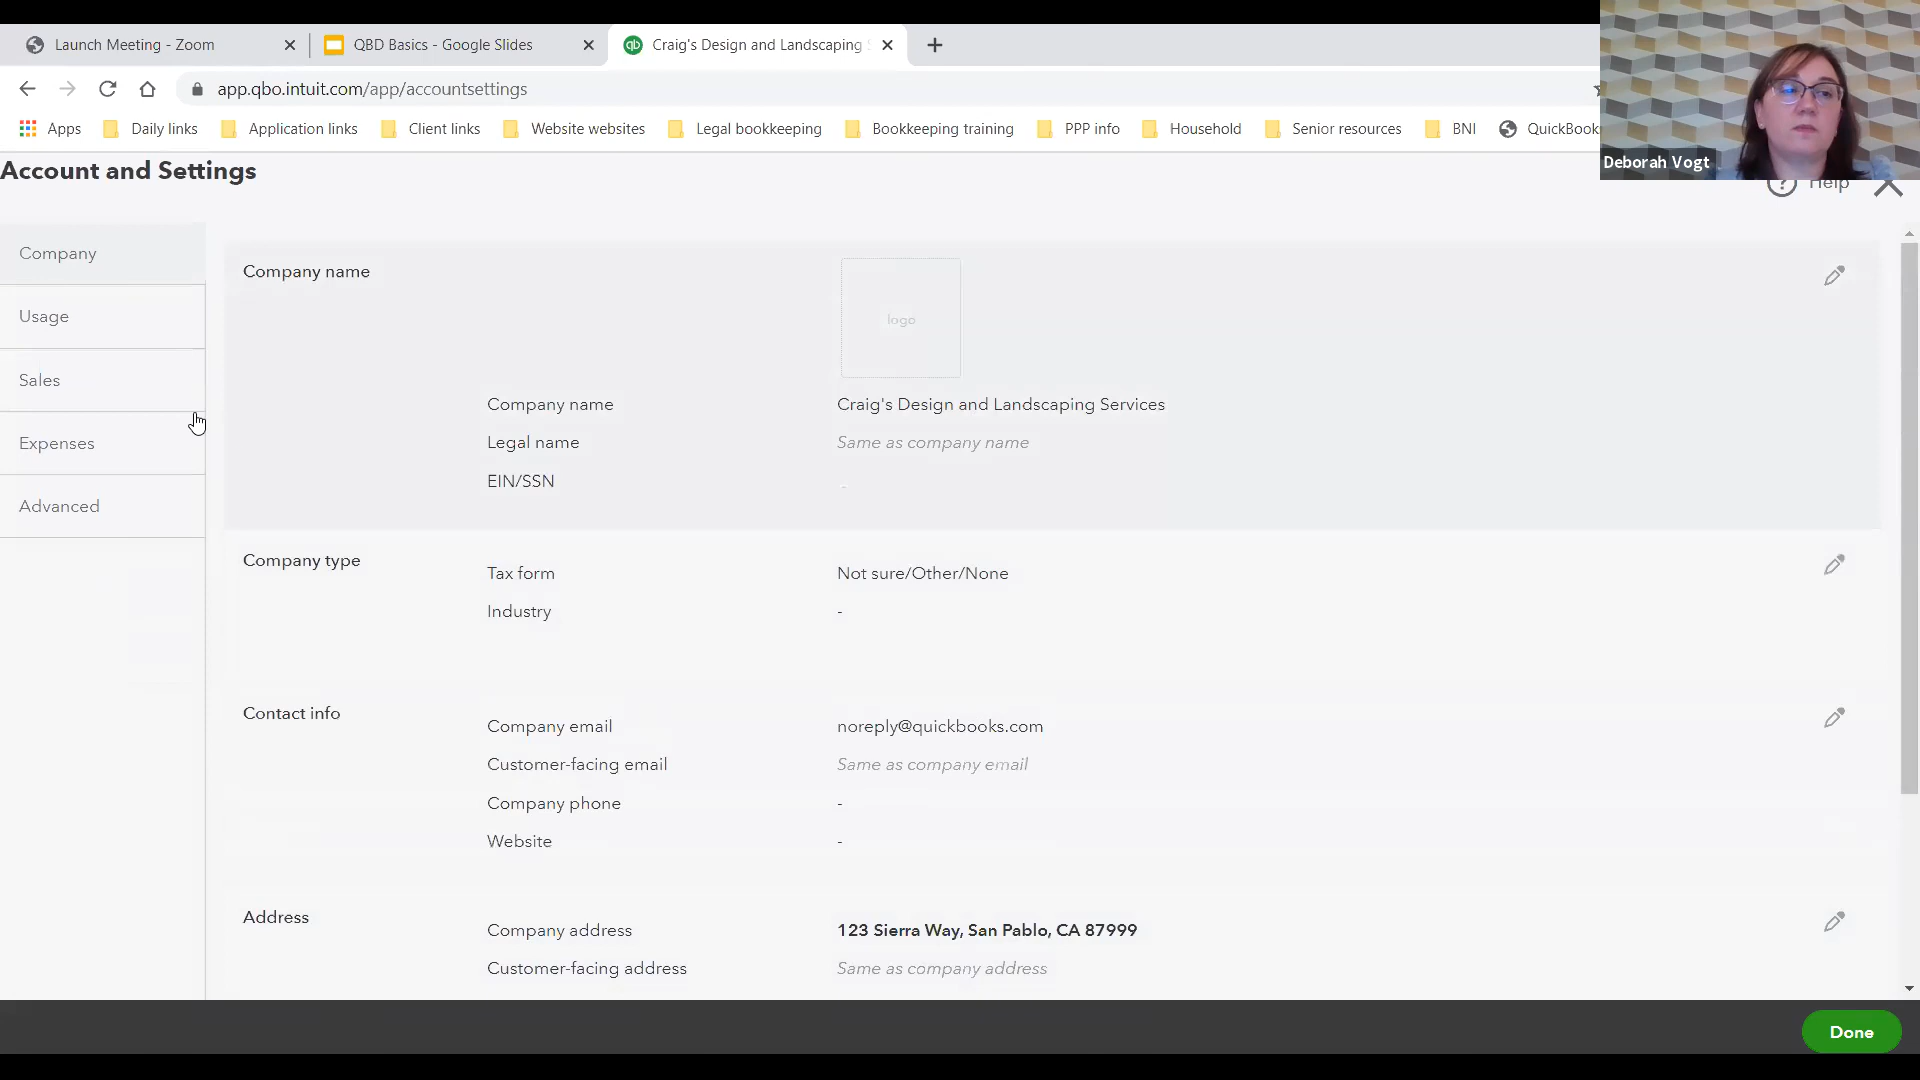 Launch Meeting - Zoom
QBD Basics - Google Slides
Craig's Design and Landscaping
app.qbo.intuit.com/app/accountsettings
Apps
Daily links
Application links
Client links
Website websites
Legal bookkeeping
Bookkeeping training
PPP info
Household
Senior resources
BNI
QuickBook
Deborah Vogt
Account and Settings
Help
Company
Usage
Sales
Expenses
Advanced
Company name
logo
Company name Craig's Design and Landscaping Services
Legal name Same as company name
EIN/SSN -
Company type
Tax form Not sure/Other/None
Industry -
Contact info
Company email noreply@quickbooks.com
Customer-facing email Same as company email
Company phone -
Website -
Address
Company address 123 Sierra Way, San Pablo, CA 87999
Customer-facing address Same as company address
Done